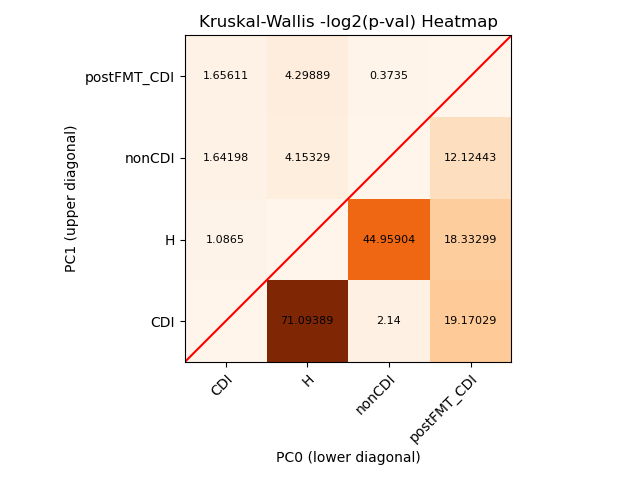 Kruskal-Wallis -log2(p-val) Heatmap
PC1 (upper diagonal)
postFMT_CDI 1.65611 4.29889 0.3735
nonCDI 1.64198 4.15329 12.12443
H 1.0865 44.95904 18.33299
CDI 71.09389 2.14 19.17029
CDI H nonCDI postFMT_CDI
PC0 (lower diagonal)